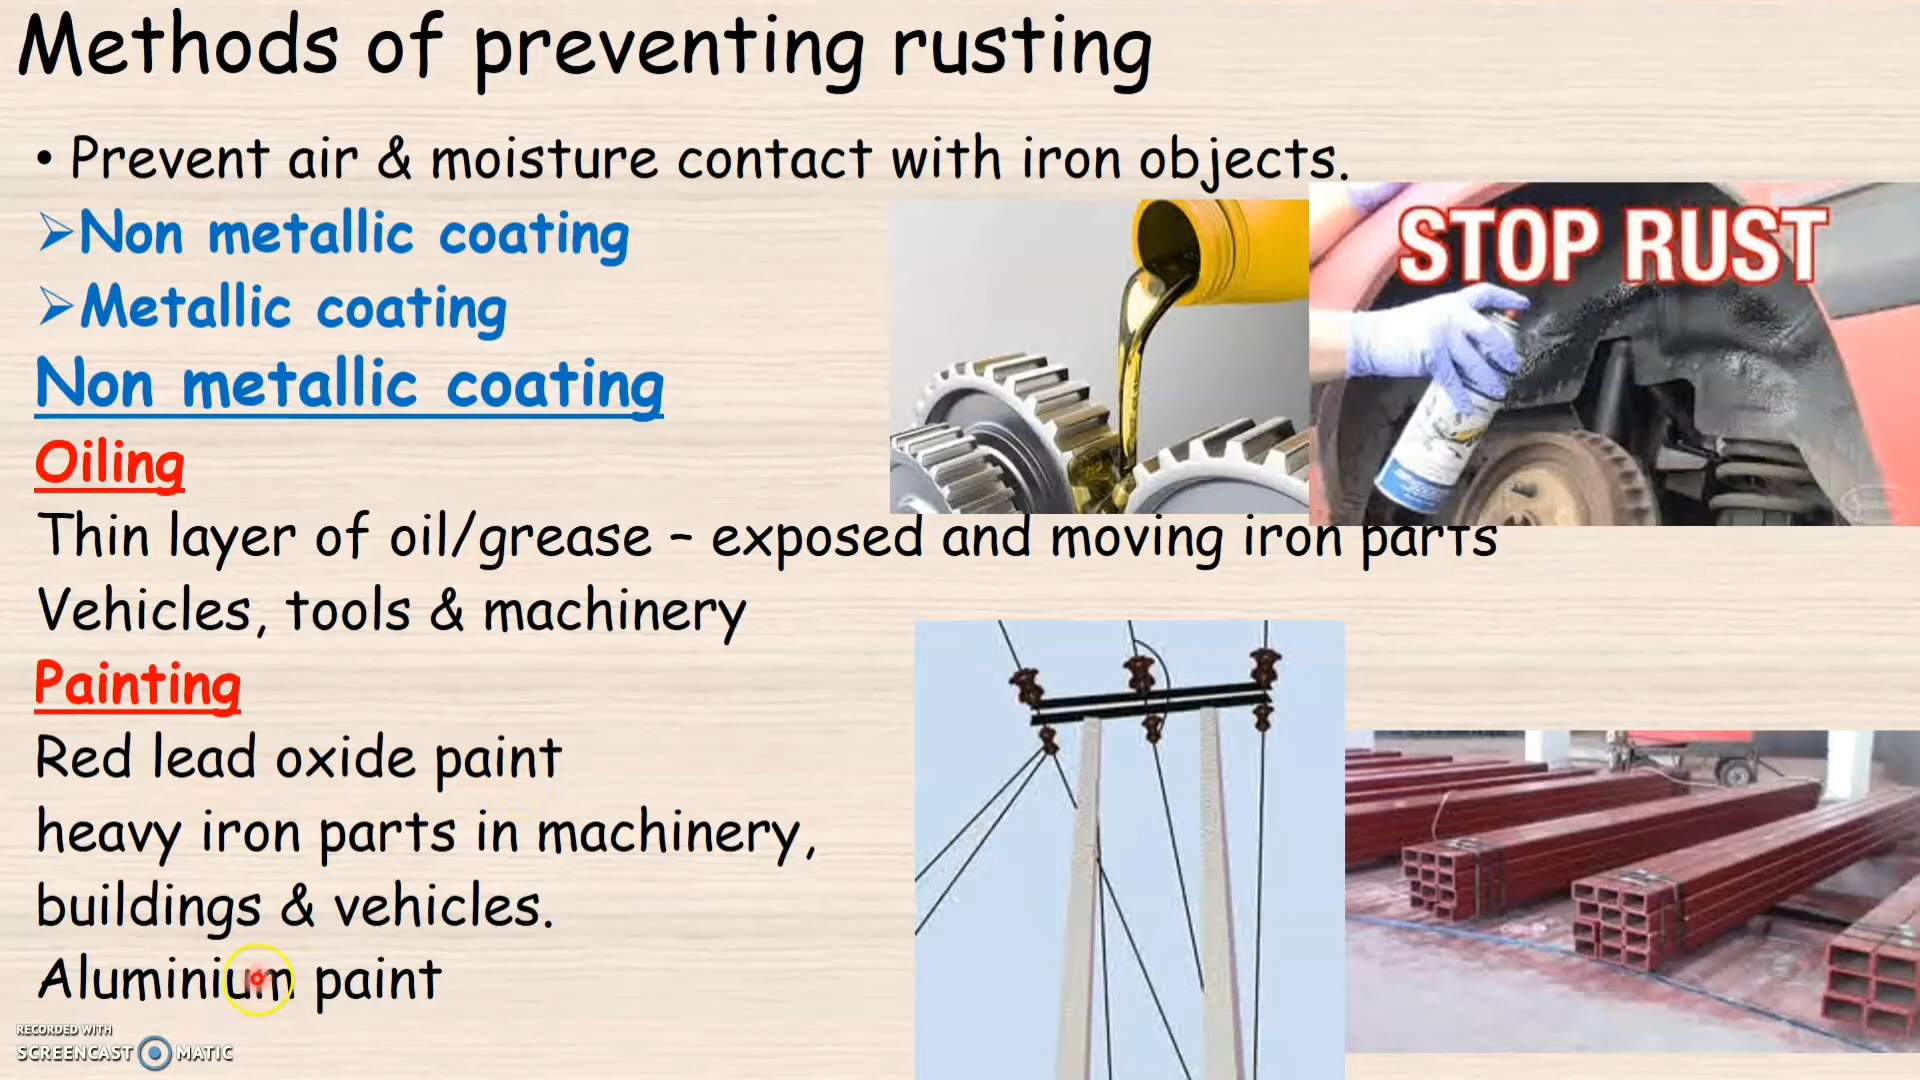 Methods of preventing rusting
• Prevent air & moisture contact with iron objects.
➢Non metallic coating
➢Metallic coating
Non metallic coating
Oiling
Thin layer of oil/grease – exposed and moving iron parts
Vehicles, tools & machinery
Painting
Red lead oxide paint
heavy iron parts in machinery,
buildings & vehicles.
Aluminium paint
STOP RUST
RECORDED WITH
SCREENCAST MATIC